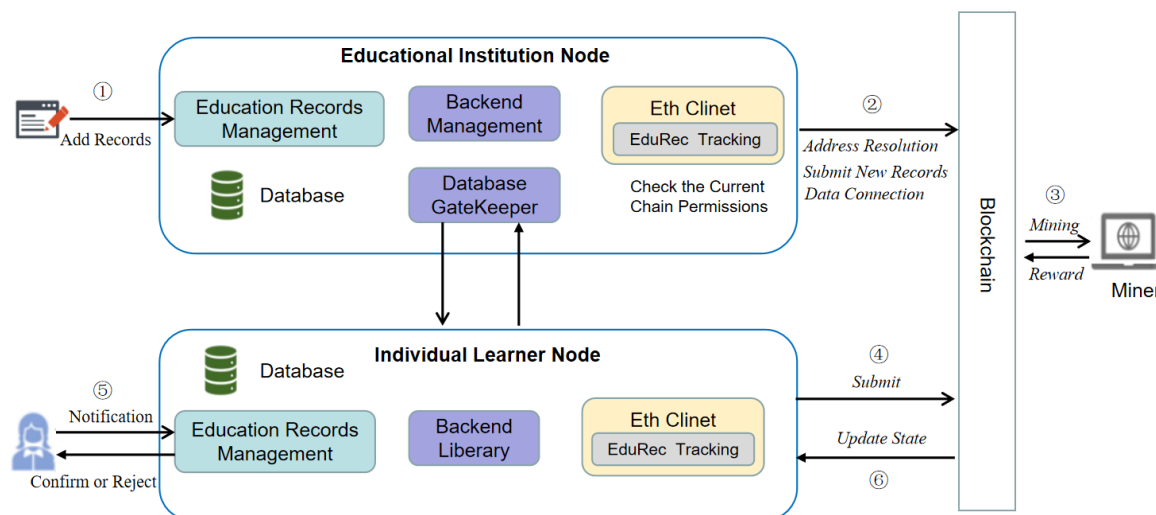 Educational Institution Node
①
Add Records
Education Records
Management
Backend
Management
Eth Clinet
EduRec Tracking
Database
Database
GateKeeper
Check the Current
Chain Permissions
②
Address Resolution
Submit New Records
Data Connection
Blockchain
③
Mining
Reward
Miner
Individual Learner Node
Database
⑤
Notification
Confirm or Reject
Education Records
Management
Backend
Liberary
Eth Clinet
EduRec Tracking
④
Submit
Update State
⑥